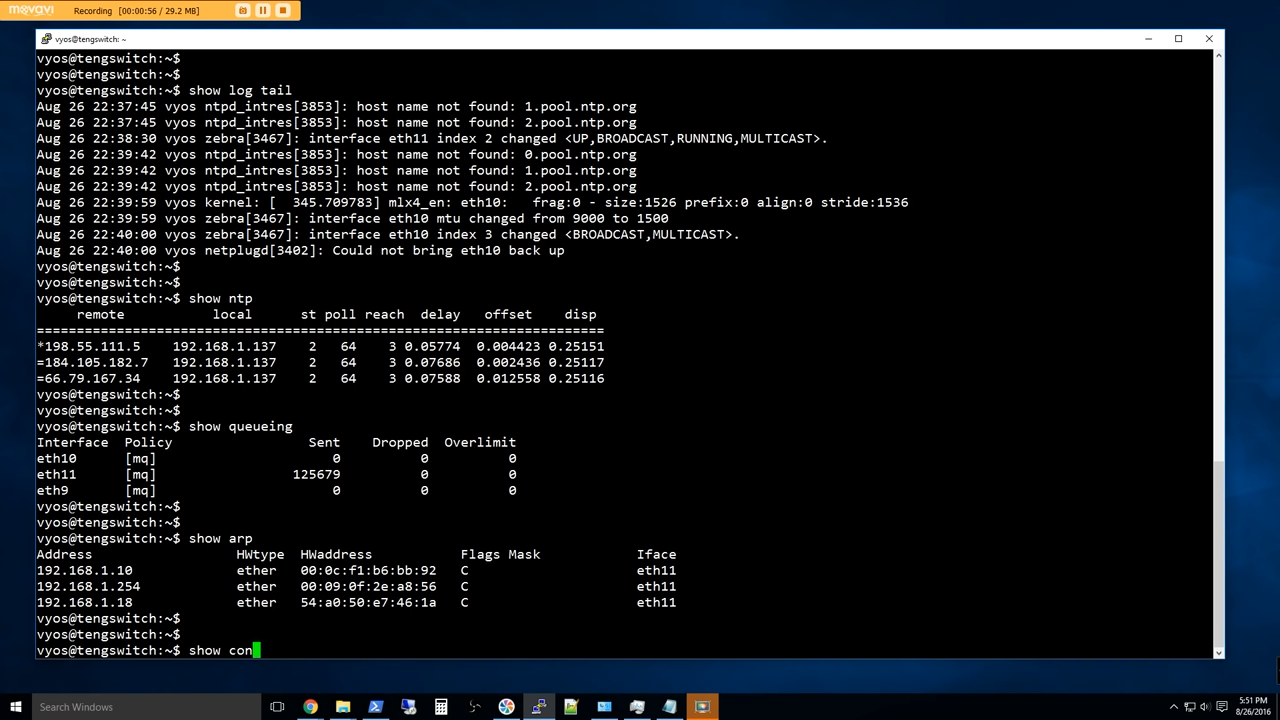 movavi Recording [00:00:56 / 29.2 MB]
vyos@tengswitch: ~
vyos@tengswitch:~$
vyos@tengswitch:~$
vyos@tengswitch:~$ show log tail
Aug 26 22:37:45 vyos ntpd_intres[3853]: host name not found: 1.pool.ntp.org
Aug 26 22:37:45 vyos ntpd_intres[3853]: host name not found: 2.pool.ntp.org
Aug 26 22:38:30 vyos zebra[3467]: interface eth11 index 2 changed <UP,BROADCAST,RUNNING,MULTICAST>.
Aug 26 22:39:42 vyos ntpd_intres[3853]: host name not found: 0.pool.ntp.org
Aug 26 22:39:42 vyos ntpd_intres[3853]: host name not found: 1.pool.ntp.org
Aug 26 22:39:42 vyos ntpd_intres[3853]: host name not found: 2.pool.ntp.org
Aug 26 22:39:59 vyos kernel: [  345.709783] mlx4_en: eth10:   frag:0 - size:1526 prefix:0 align:0 stride:1536
Aug 26 22:39:59 vyos zebra[3467]: interface eth10 mtu changed from 9000 to 1500
Aug 26 22:40:00 vyos zebra[3467]: interface eth10 index 3 changed <BROADCAST,MULTICAST>.
Aug 26 22:40:00 vyos netplugd[3402]: Could not bring eth10 back up
vyos@tengswitch:~$
vyos@tengswitch:~$
vyos@tengswitch:~$ show ntp
     remote           local      st poll reach  delay   offset    disp
=======================================================================
*198.55.111.5    192.168.1.137    2   64    3 0.05774  0.004423 0.25151
=184.105.182.7   192.168.1.137    2   64    3 0.07686  0.002436 0.25117
=66.79.167.34    192.168.1.137    2   64    3 0.07588  0.012558 0.25116
vyos@tengswitch:~$
vyos@tengswitch:~$
vyos@tengswitch:~$ show queueing
Interface  Policy                 Sent    Dropped  Overlimit
eth10      [mq]                      0          0          0
eth11      [mq]                 125679          0          0
eth9       [mq]                      0          0          0
vyos@tengswitch:~$
vyos@tengswitch:~$
vyos@tengswitch:~$ show arp
Address                  HWtype  HWaddress           Flags Mask            Iface
192.168.1.10             ether   00:0c:f1:b6:bb:92   C                     eth11
192.168.1.254            ether   00:09:0f:2e:a8:56   C                     eth11
192.168.1.18             ether   54:a0:50:e7:46:1a   C                     eth11
vyos@tengswitch:~$
vyos@tengswitch:~$
vyos@tengswitch:~$ show con
Search Windows
5:51 PM
8/26/2016